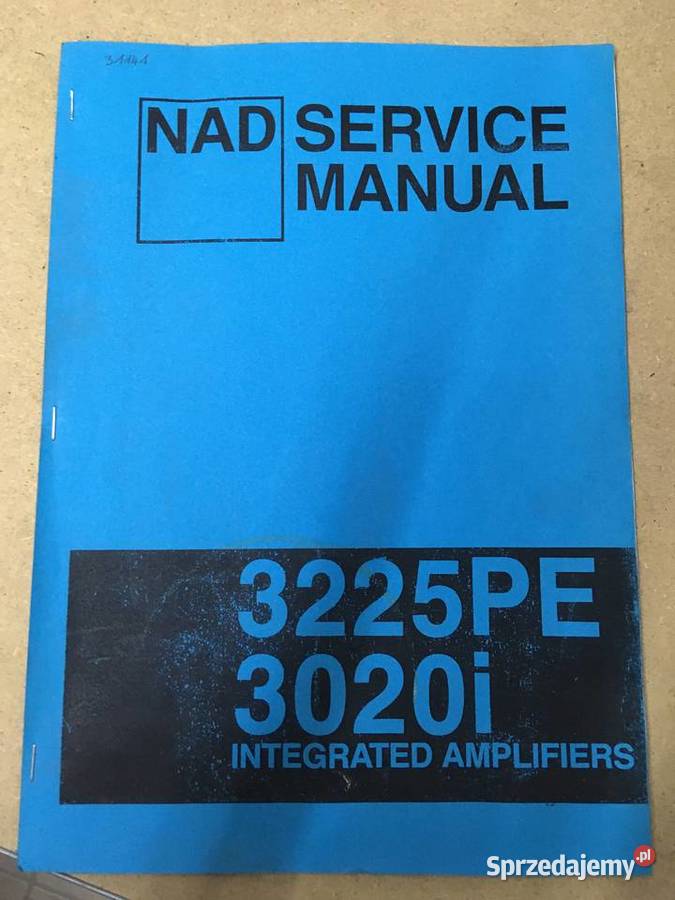 31141
NAD SERVICE
MANUAL
3225PE
3020i
INTEGRATED AMPLIFIERS
Sprzedajemy.pl